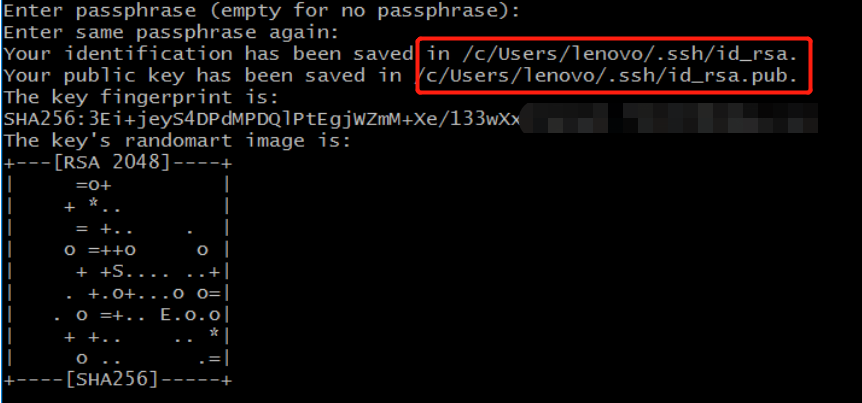 Enter passphrase (empty for no passphrase):
Enter same passphrase again:
Your identification has been saved in /c/Users/lenovo/.ssh/id_rsa.
Your public key has been saved in /c/Users/lenovo/.ssh/id_rsa.pub.
The key fingerprint is:
SHA256:3Ei+jeyS4DPdMPDQlPtEgjWZmM+Xe/133wXx
The key's randomart image is:
+---[RSA 2048]----+
|      =o+        |
|     + *..       |
|      = +..    . |
|     o =++o     o |
|      + +S.... ..+|
|     . +.o+...o o=|
|    . o =+.. E.o.o|
|     + +..    .. *|
|      o ..      .=|
+----[SHA256]-----+